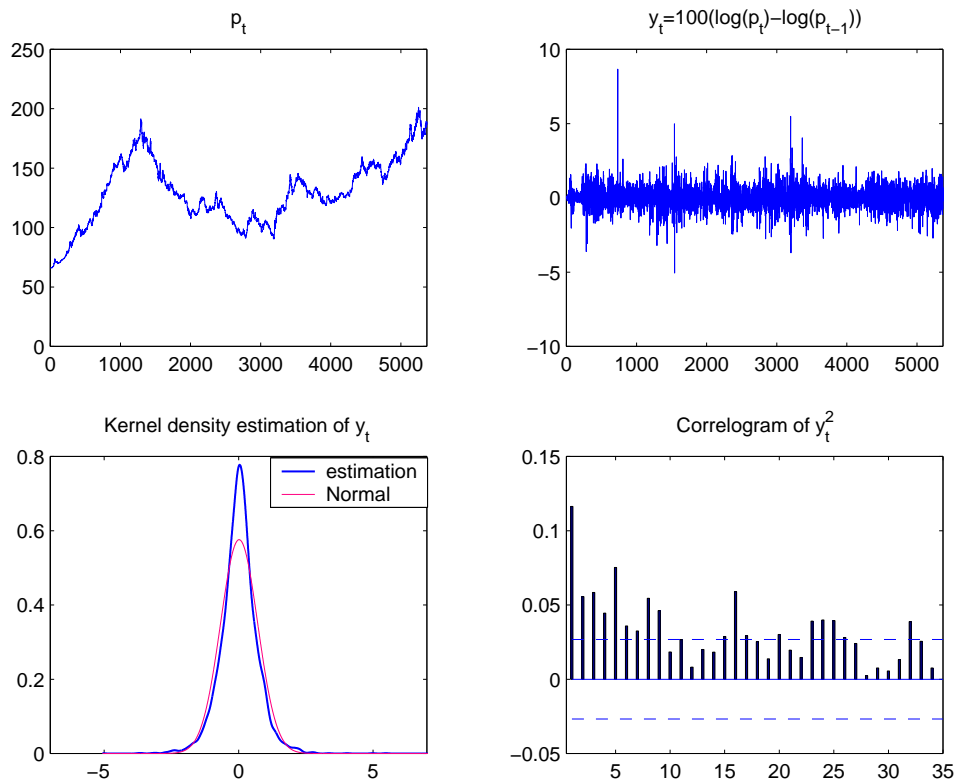 p_t
250
200
150
100
50
0
0 1000 2000 3000 4000 5000
y_t=100(log(p_t)−log(p_{t−1}))
10
5
0
−5
−10
0 1000 2000 3000 4000 5000
Kernel density estimation of y_t
0.8
0.6
0.4
0.2
0
−5 0 5
estimation
Normal
Correlogram of y_t^2
0.15
0.1
0.05
0
−0.05
5 10 15 20 25 30 35